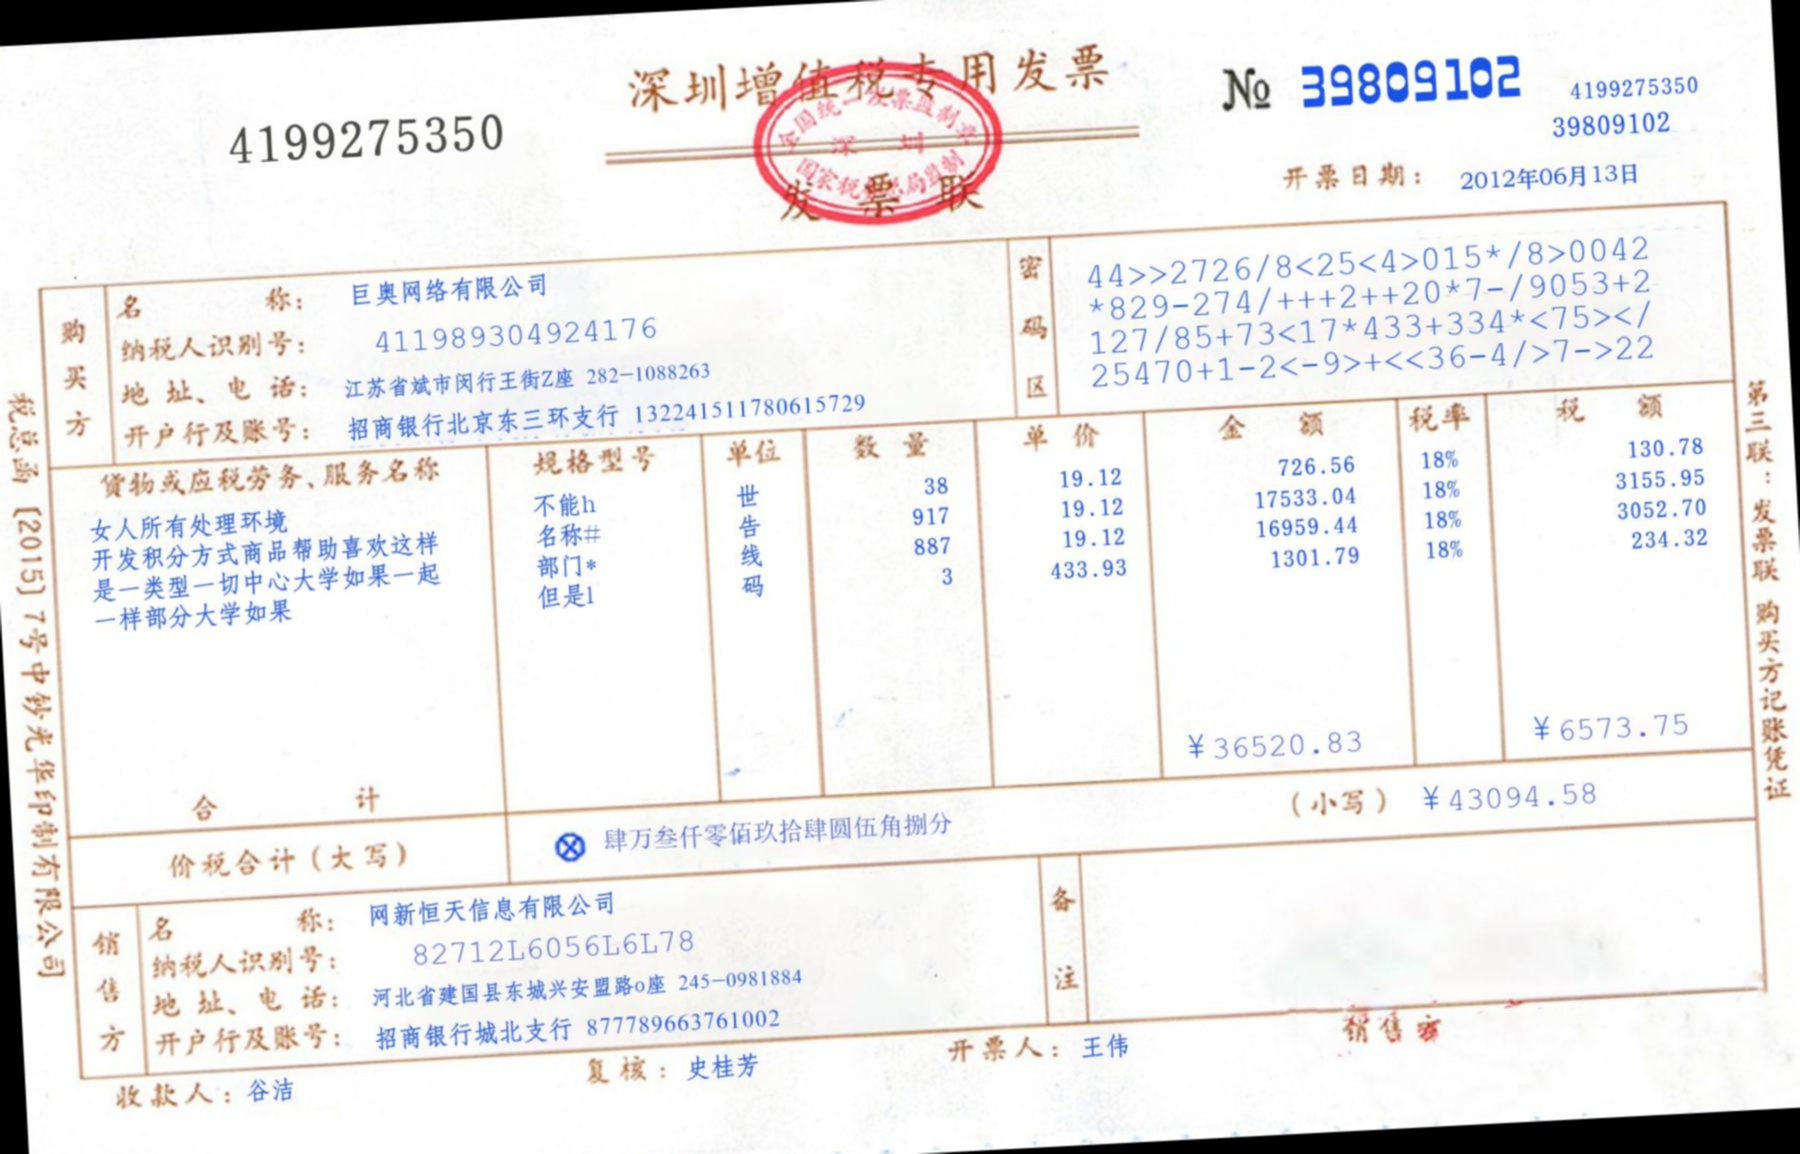 深圳增值税专用发票
4199275350
№ 39809102
4199275350
39809102
全国统一发票监制章
深 圳
国家税务总局监制
发票联
开票日期: 2012年06月13日
购买方
名 称: 巨奥网络有限公司
纳税人识别号: 411989304924176
地址、电话: 江苏省斌市闵行王街Z座 282-1088263
开户行及账号: 招商银行北京东三环支行 132241511780615729
密码区
44>>2726/8<25<4>015*/8>0042
*829-274/+++2++20*7-/9053+2
127/85+73<17*433+334*<75></
25470+1-2<-9>+<<36-4/>7->22
货物或应税劳务、服务名称 规格型号 单位 数量 单价 金额 税率 税额
女人所有处理环境 不能h 世 38 19.12 726.56 18% 130.78
开发积分方式商品帮助喜欢这样 名称# 告 917 19.12 17533.04 18% 3155.95
是一类型一切中心大学如果一起 部门* 线 887 19.12 16959.44 18% 3052.70
一样部分大学如果 但是l 码 3 433.93 1301.79 18% 234.32
合 计 ¥36520.83 ¥6573.75
价税合计(大写) ⊗ 肆万叁仟零佰玖拾肆圆伍角捌分 (小写) ¥43094.58
销售方
名 称: 网新恒天信息有限公司
纳税人识别号: 82712L6056L6L78
地址、电话: 河北省建国县东城兴安盟路o座 245-0981884
开户行及账号: 招商银行城北支行 877789663761002
备注
收款人: 谷洁
复核: 史桂芳
开票人: 王伟
销售方
税总函[2015]7号中钞光华印制有限公司
第三联:发票联 购买方记账凭证